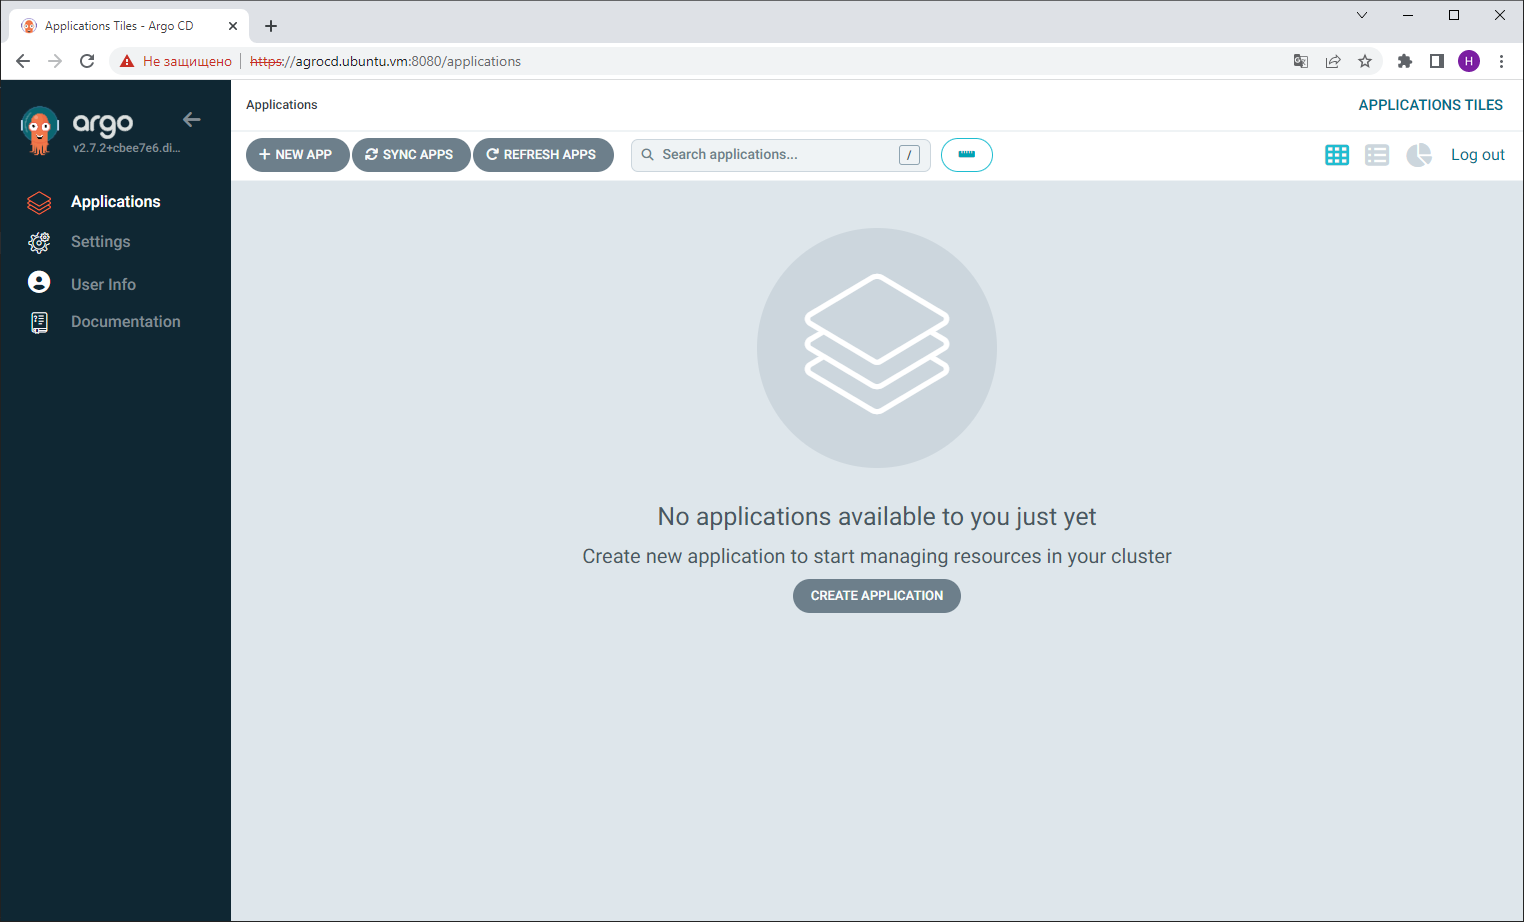 Applications Tiles - Argo CD
Не защищено https://agrocd.ubuntu.vm:8080/applications
H
argo
v2.7.2+cbee7e6.di...
Applications
Settings
User Info
Documentation
Applications
APPLICATIONS TILES
NEW APP SYNC APPS REFRESH APPS Search applications... / Log out
No applications available to you just yet
Create new application to start managing resources in your cluster
CREATE APPLICATION